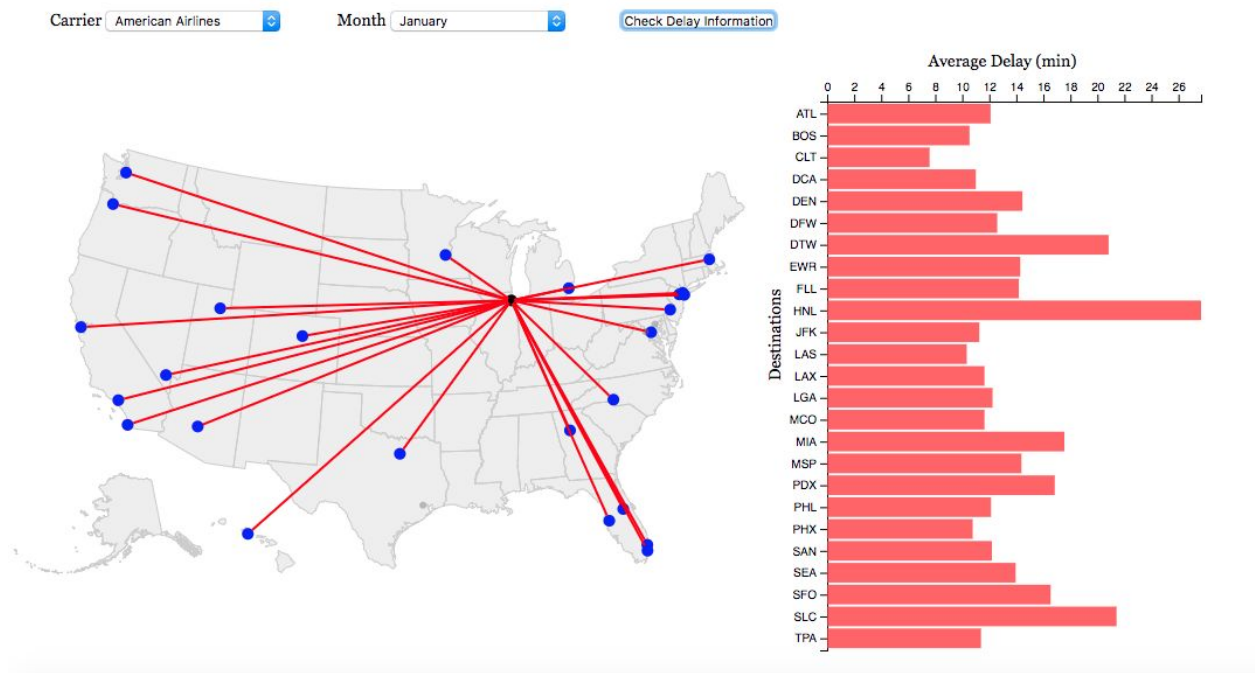 Carrier American Airlines Month January Check Delay Information
Average Delay (min)
0 2 4 6 8 10 12 14 16 18 20 22 24 26
Destinations
ATL
BOS
CLT
DCA
DEN
DFW
DTW
EWR
FLL
HNL
JFK
LAS
LAX
LGA
MCO
MIA
MSP
PDX
PHL
PHX
SAN
SEA
SFO
SLC
TPA